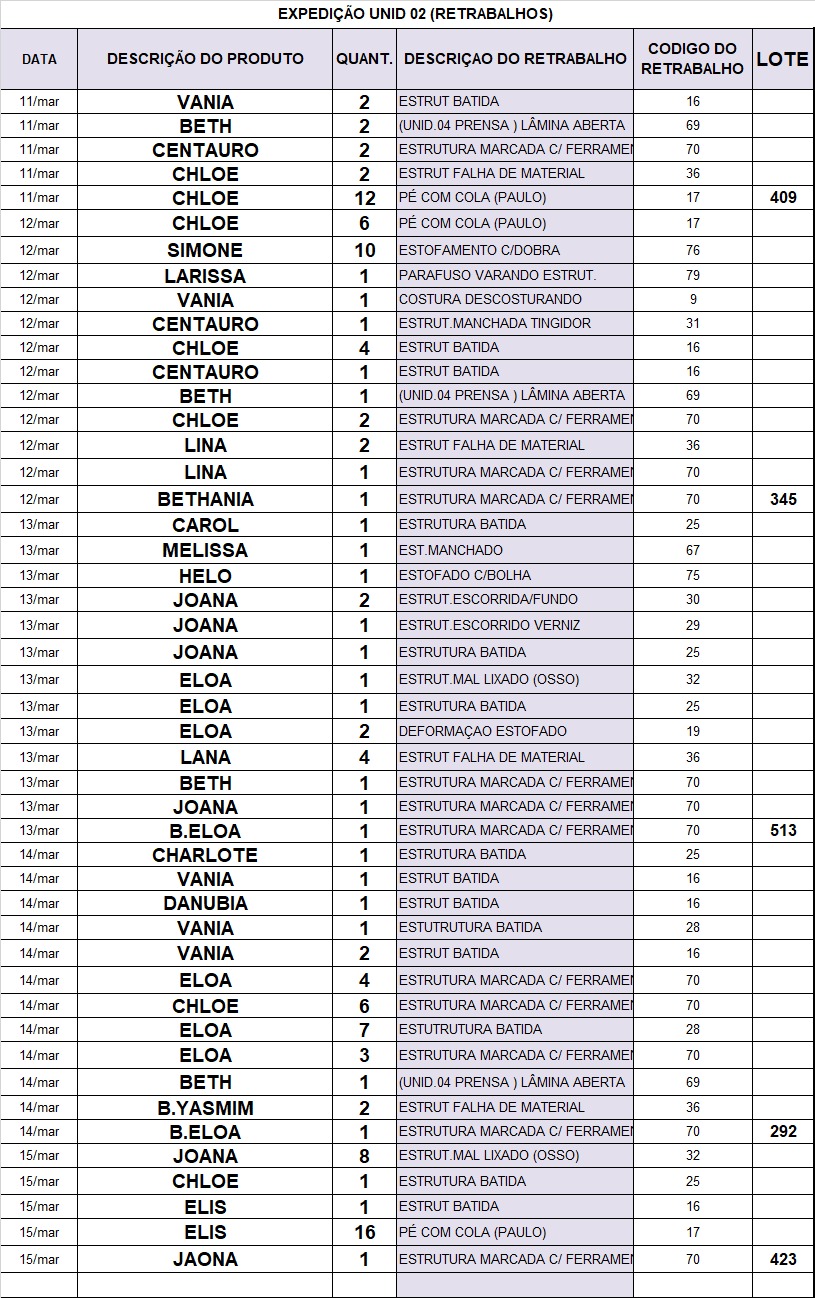 EXPEDIÇÃO UNID 02 (RETRABALHOS)
DATA DESCRIÇÃO DO PRODUTO QUANT. DESCRIÇAO DO RETRABALHO CODIGO DO RETRABALHO LOTE
11/mar VANIA 2 ESTRUT BATIDA 16
11/mar BETH 2 (UNID.04 PRENSA ) LÂMINA ABERTA 69
11/mar CENTAURO 2 ESTRUTURA MARCADA C/ FERRAMEN 70
11/mar CHLOE 2 ESTRUT FALHA DE MATERIAL 36
11/mar CHLOE 12 PÉ COM COLA (PAULO) 17 409
12/mar CHLOE 6 PÉ COM COLA (PAULO) 17
12/mar SIMONE 10 ESTOFAMENTO C/DOBRA 76
12/mar LARISSA 1 PARAFUSO VARANDO ESTRUT. 79
12/mar VANIA 1 COSTURA DESCOSTURANDO 9
12/mar CENTAURO 1 ESTRUT.MANCHADA TINGIDOR 31
12/mar CHLOE 4 ESTRUT BATIDA 16
12/mar CENTAURO 1 ESTRUT BATIDA 16
12/mar BETH 1 (UNID.04 PRENSA ) LÂMINA ABERTA 69
12/mar CHLOE 2 ESTRUTURA MARCADA C/ FERRAMEN 70
12/mar LINA 2 ESTRUT FALHA DE MATERIAL 36
12/mar LINA 1 ESTRUTURA MARCADA C/ FERRAMEN 70
12/mar BETHANIA 1 ESTRUTURA MARCADA C/ FERRAMEN 70 345
13/mar CAROL 1 ESTRUTURA BATIDA 25
13/mar MELISSA 1 EST.MANCHADO 67
13/mar HELO 1 ESTOFADO C/BOLHA 75
13/mar JOANA 2 ESTRUT.ESCORRIDA/FUNDO 30
13/mar JOANA 1 ESTRUT.ESCORRIDO VERNIZ 29
13/mar JOANA 1 ESTRUTURA BATIDA 25
13/mar ELOA 1 ESTRUT.MAL LIXADO (OSSO) 32
13/mar ELOA 1 ESTRUTURA BATIDA 25
13/mar ELOA 2 DEFORMAÇAO ESTOFADO 19
13/mar LANA 4 ESTRUT FALHA DE MATERIAL 36
13/mar BETH 1 ESTRUTURA MARCADA C/ FERRAMEN 70
13/mar JOANA 1 ESTRUTURA MARCADA C/ FERRAMEN 70
13/mar B.ELOA 1 ESTRUTURA MARCADA C/ FERRAMEN 70 513
14/mar CHARLOTE 1 ESTRUTURA BATIDA 25
14/mar VANIA 1 ESTRUT BATIDA 16
14/mar DANUBIA 1 ESTRUT BATIDA 16
14/mar VANIA 1 ESTUTRUTURA BATIDA 28
14/mar VANIA 2 ESTRUT BATIDA 16
14/mar ELOA 4 ESTRUTURA MARCADA C/ FERRAMEN 70
14/mar CHLOE 6 ESTRUTURA MARCADA C/ FERRAMEN 70
14/mar ELOA 7 ESTUTRUTURA BATIDA 28
14/mar ELOA 3 ESTRUTURA MARCADA C/ FERRAMEN 70
14/mar BETH 1 (UNID.04 PRENSA ) LÂMINA ABERTA 69
14/mar B.YASMIM 2 ESTRUT FALHA DE MATERIAL 36
14/mar B.ELOA 1 ESTRUTURA MARCADA C/ FERRAMEN 70 292
15/mar JOANA 8 ESTRUT.MAL LIXADO (OSSO) 32
15/mar CHLOE 1 ESTRUTURA BATIDA 25
15/mar ELIS 1 ESTRUT BATIDA 16
15/mar ELIS 16 PÉ COM COLA (PAULO) 17
15/mar JAONA 1 ESTRUTURA MARCADA C/ FERRAMEN 70 423